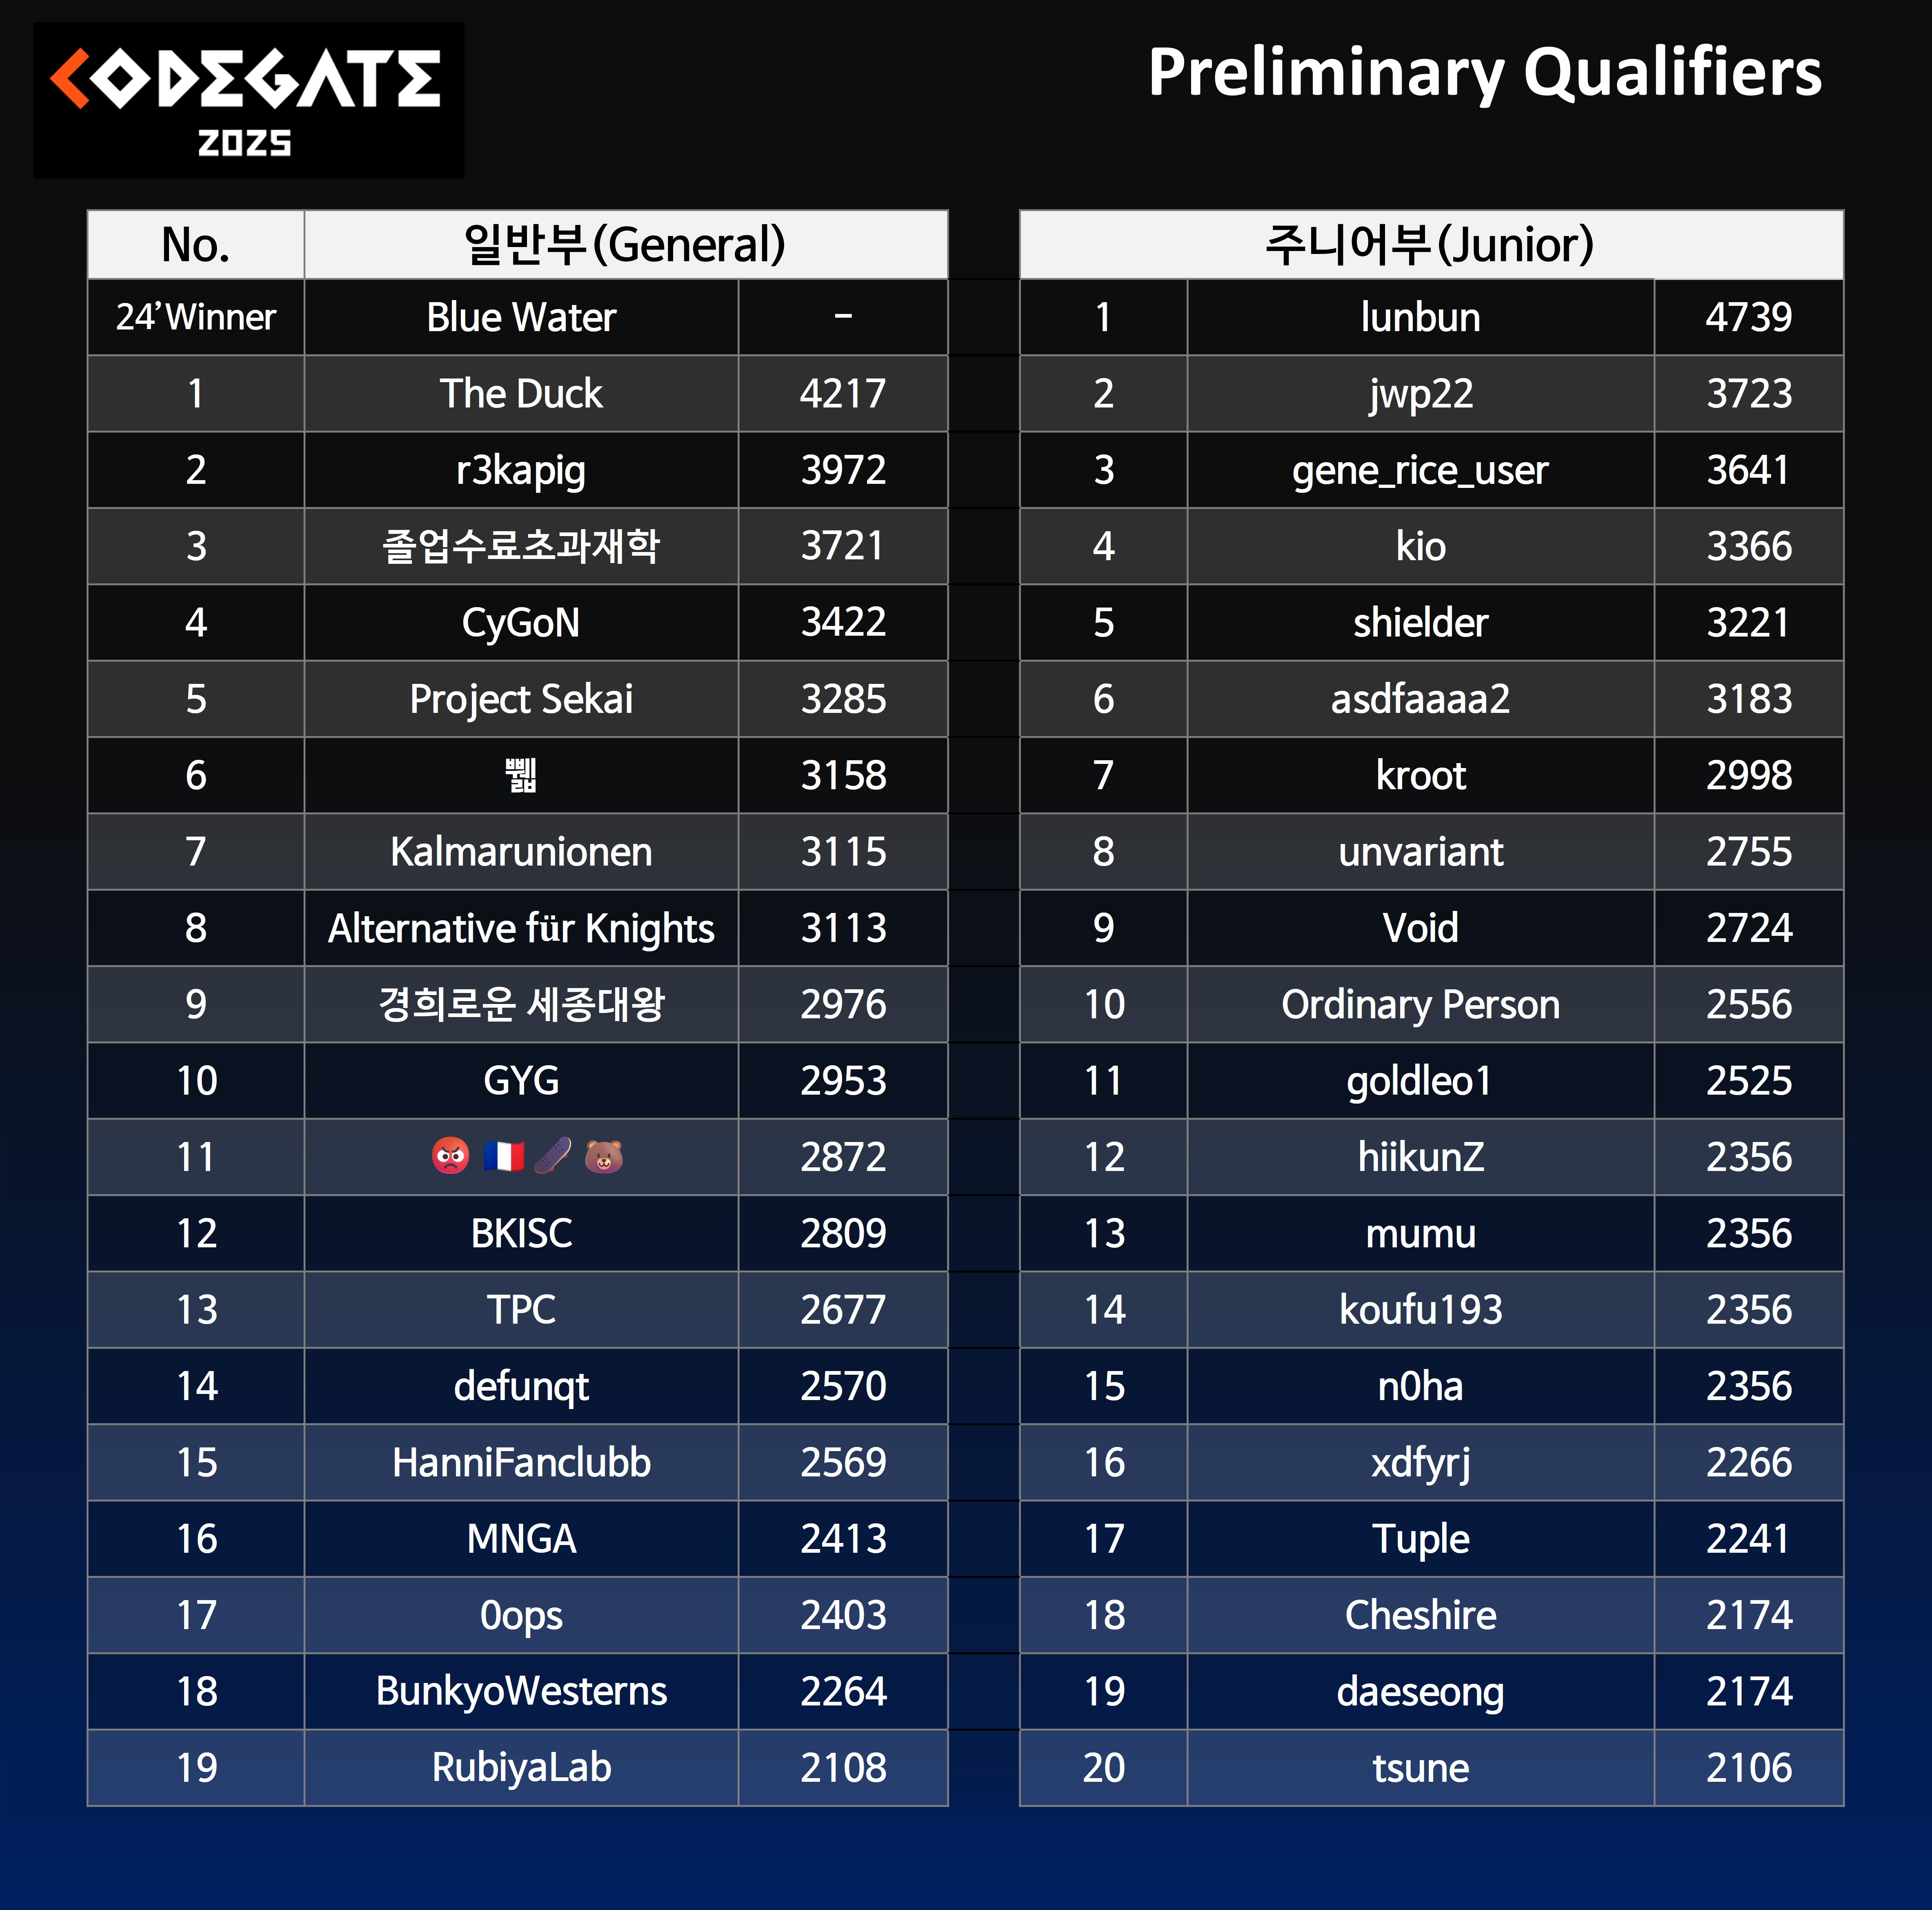 CODEGATE
2025
Preliminary Qualifiers
No. 일반부(General)
24’Winner Blue Water -
1 The Duck 4217
2 r3kapig 3972
3 졸업수료초과재학 3721
4 CyGoN 3422
5 Project Sekai 3285
6 3158
7 Kalmarunionen 3115
8 Alternative für Knights 3113
9 경희로운 세종대왕 2976
10 GYG 2953
11 😡 🇫🇷 🛹 🐻 2872
12 BKISC 2809
13 TPC 2677
14 defunqt 2570
15 HanniFanclubb 2569
16 MNGA 2413
17 0ops 2403
18 BunkyoWesterns 2264
19 RubiyaLab 2108
주니어부(Junior)
1 lunbun 4739
2 jwp22 3723
3 gene_rice_user 3641
4 kio 3366
5 shielder 3221
6 asdfaaaa2 3183
7 kroot 2998
8 unvariant 2755
9 Void 2724
10 Ordinary Person 2556
11 goldleo1 2525
12 hiikunZ 2356
13 mumu 2356
14 koufu193 2356
15 n0ha 2356
16 xdfyrj 2266
17 Tuple 2241
18 Cheshire 2174
19 daeseong 2174
20 tsune 2106